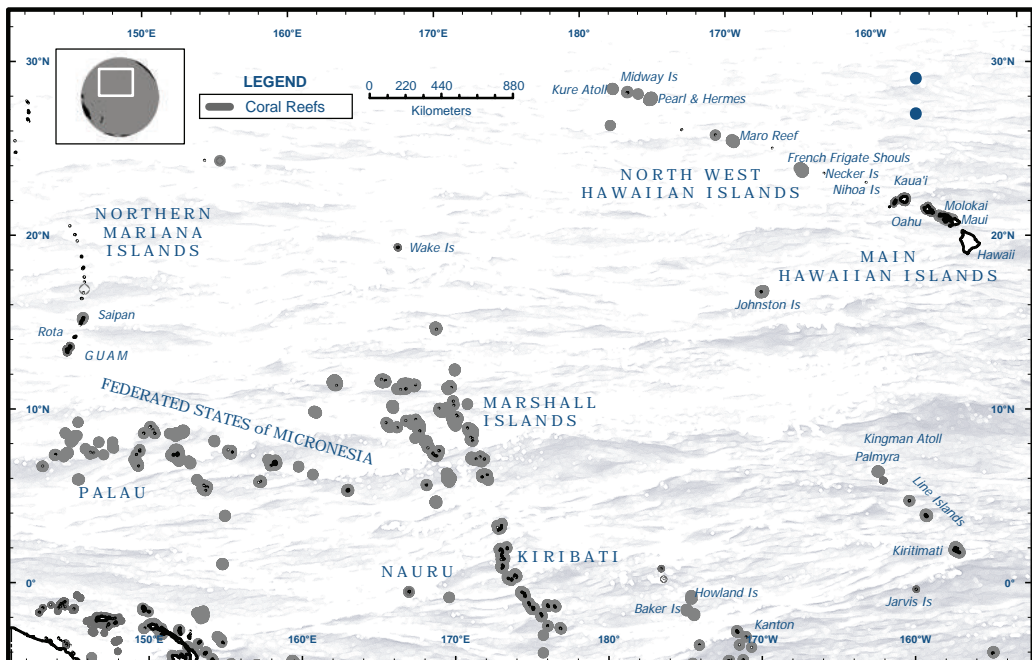 150°E 160°E 170°E 180° 170°W 160°W
30°N 30°N
LEGEND
Coral Reefs
0 220 440 880
Kilometers
Midway Is
Kure Atoll
Pearl & Hermes
Maro Reef
French Frigate Shouls
NORTH WEST
HAWAIIAN ISLANDS
Necker Is
Nihoa Is
Kaua'i
Molokai
Oahu
Maui
Hawaii
NORTHERN
MARIANA
ISLANDS
20°N 20°N
Wake Is
MAIN
HAWAIIAN ISLANDS
Johnston Is
Saipan
Rota
GUAM
FEDERATED STATES of MICRONESIA
MARSHALL
ISLANDS
10°N 10°N
Kingman Atoll
Palmyra
Line Islands
PALAU
KIRIBATI
Kiritimati
NAURU
0° 0°
Howland Is
Baker Is
Jarvis Is
Kanton
150°E 160°E 170°E 180° 170°W 160°W